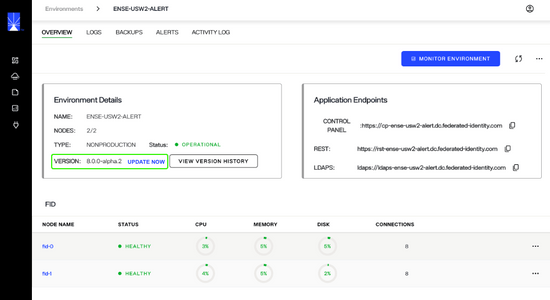 Environments > ENSE-USW2-ALERT
OVERVIEW LOGS BACKUPS ALERTS ACTIVITY LOG
MONITOR ENVIRONMENT
Environment Details
NAME: ENSE-USW2-ALERT
NODES: 2/2
TYPE: NONPRODUCTION Status: OPERATIONAL
VERSION: 8.0.0-alpha.2 UPDATE NOW VIEW VERSION HISTORY
Application Endpoints
CONTROL PANEL :https://cp-ense-usw2-alert.dc.federated-identity.com
REST: https://rst-ense-usw2-alert.dc.federated-identity.com
LDAPS: ldaps://ldaps-ense-usw2-alert.dc.federated-identity.com
FID
NODE NAME STATUS CPU MEMORY DISK CONNECTIONS
fid-0 HEALTHY 3% 5% 5% 8
fid-1 HEALTHY 4% 5% 2% 8